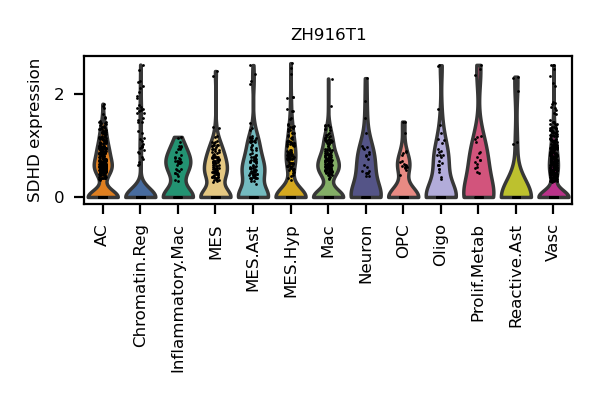 ZH916T1
SDHD expression
2
0
AC
Chromatin.Reg
Inflammatory.Mac
MES
MES.Ast
MES.Hyp
Mac
Neuron
OPC
Oligo
Prolif.Metab
Reactive.Ast
Vasc